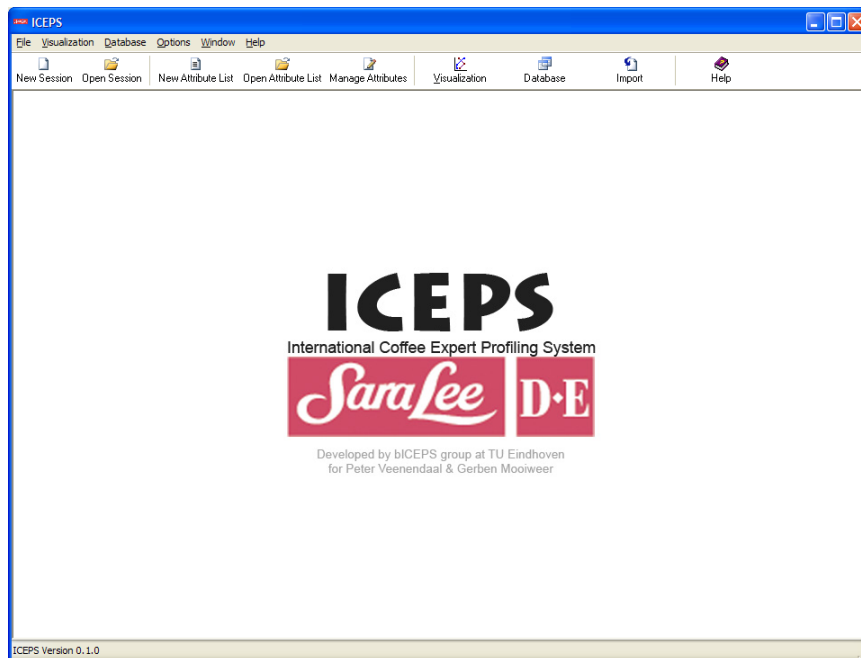 ICEPS
File Visualization Database Options Window Help
New Session Open Session New Attribute List Open Attribute List Manage Attributes Visualization Database Import Help
ICEPS
International Coffee Expert Profiling System
Sara Lee D·E
Developed by bICEPS group at TU Eindhoven
for Peter Veenendaal & Gerben Mooiweer
ICEPS Version 0.1.0